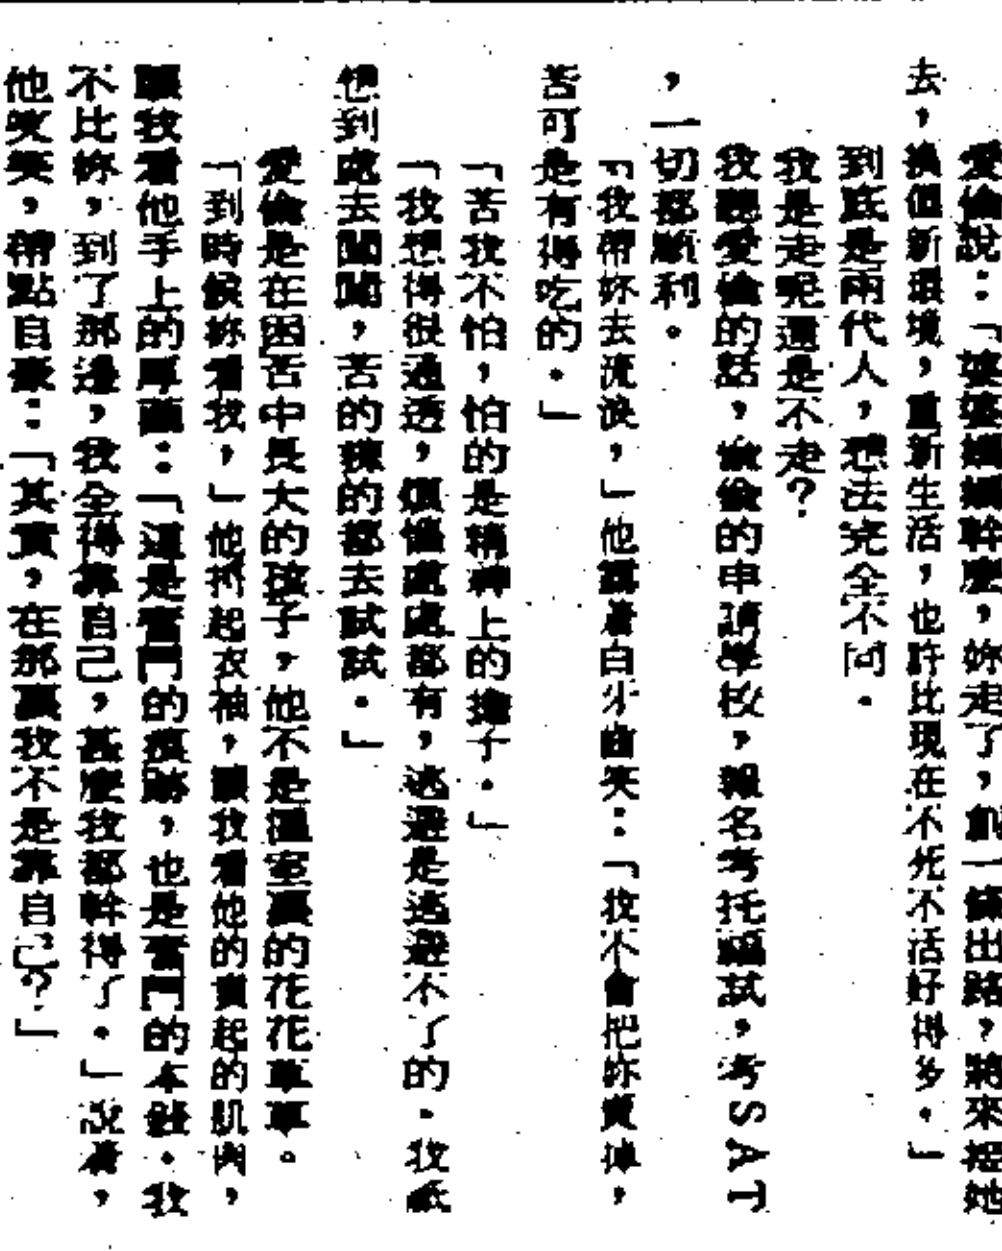 愛倫說：「婆婆媽媽幹麼，妳走了，創一條出路，將來接她
去，換個新環境，重新生活，也許比現在不死不活好得多。」
到底是兩代人，想法完全不同。
我是走呢還是不走？
我聽愛倫的話，偷偷的申請學校，報名考托福試，考SAT
，一切都順利。
「我帶妳去流浪，」他露着白牙齒笑：「我不會把妳賣掉，
苦可是有得吃的。」
「苦我不怕，怕的是精神上的擔子。」
「我想得很通透，煩惱處處都有，逃避是逃避不了的。我祇
想到處去闖闖，苦的辣的都去試試。」
愛倫是在困苦中長大的孩子，他不是溫室裏的花花草草。
「到時候妳看我，」他捋起衣袖，讓我看他的賁起的肌肉，
讓我看他手上的厚繭：「這是奮鬥的痕跡，也是奮鬥的本錢。我
不比妳，到了那邊，我全得靠自己，甚麼我都幹得了。」說着，
他笑笑，帶點自豪：「其實，在那裏我不是靠自己？」